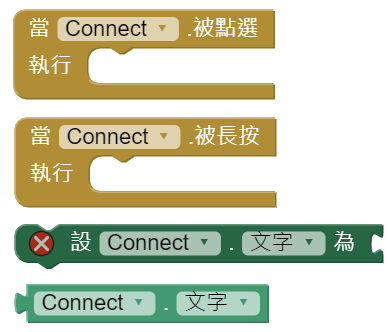 當 Connect .被點選
執行
當 Connect .被長按
執行
設 Connect . 文字 為
Connect . 文字